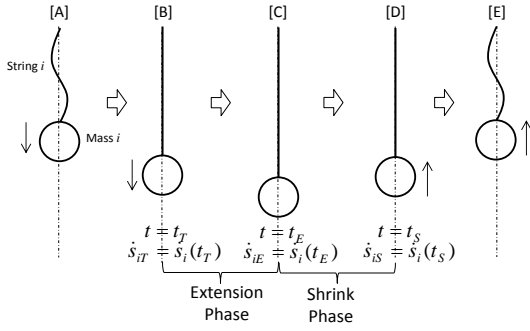 [A] [B] [C] [D] [E]
String i
Mass i
t = t_T t = t_E t = t_S
ṡ_iT = ṡ_i(t_T) ṡ_iE = ṡ_i(t_E) ṡ_iS = ṡ_i(t_S)
Extension Shrink
Phase Phase